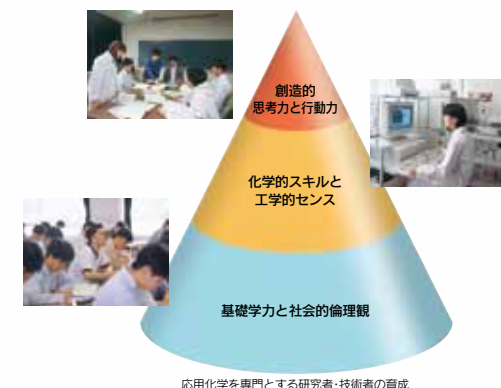 創造的
思考力と行動力
化学的スキルと
工学的センス
基礎学力と社会的倫理観
応用化学を専門とする研究者・技術者の育成